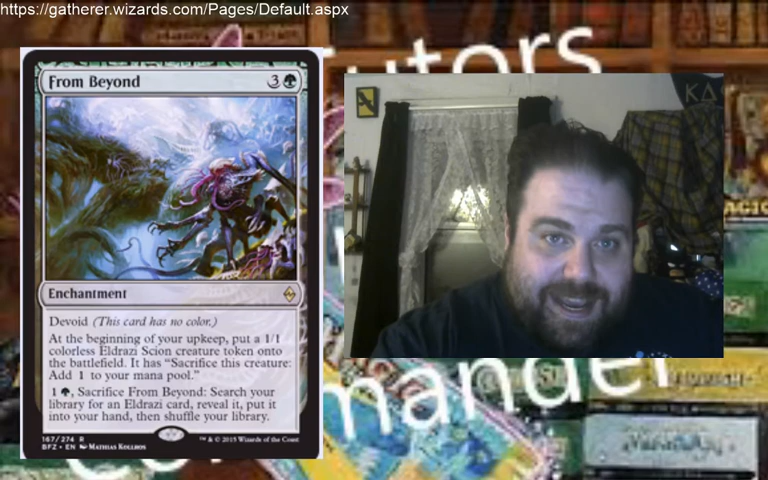 https://gatherer.wizards.com/Pages/Default.aspx
Tutors
From Beyond 3
ΚΔ
Enchantment
Devoid (This card has no color.)
At the beginning of your upkeep, put a 1/1
colorless Eldrazi Scion creature token onto
the battlefield. It has “Sacrifice this creature:
Add 1 to your mana pool.”
1 , Sacrifice From Beyond: Search your
library for an Eldrazi card, reveal it, put it
into your hand, then shuffle your library.
167/274 R
BFZ • EN Mathias Kollros
™ & © 2015 Wizards of the Coast